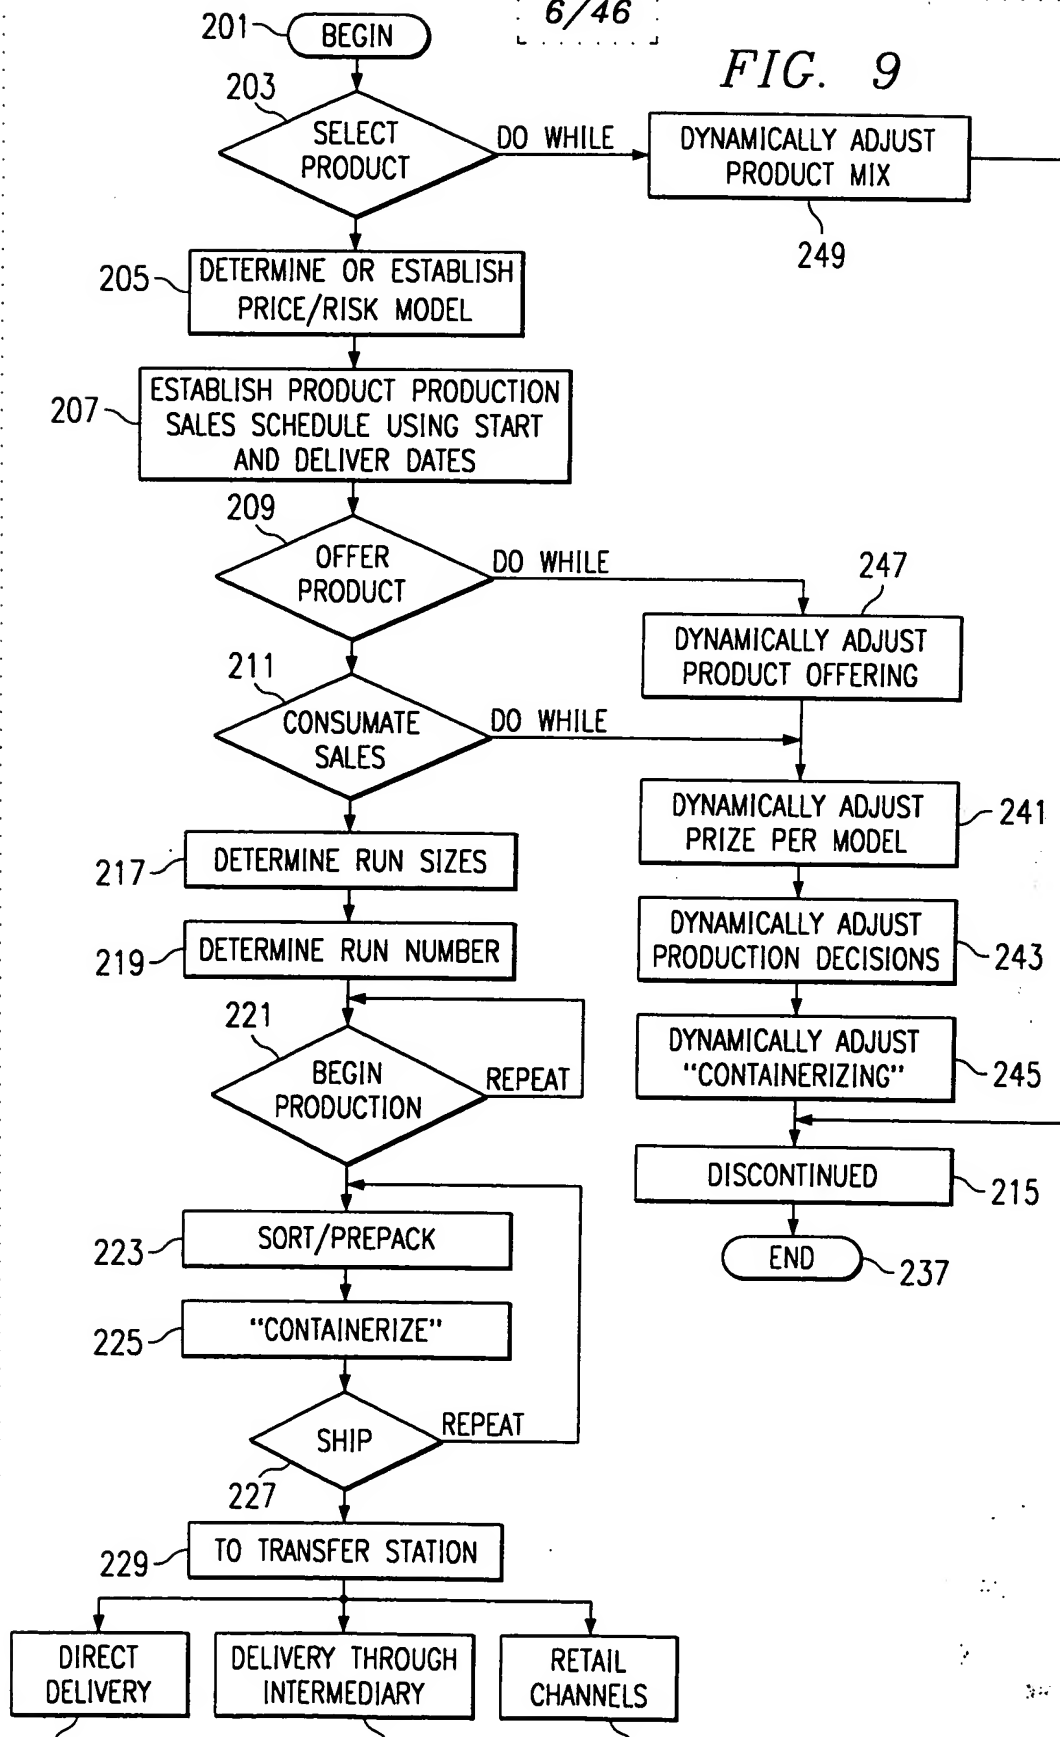 6/46
FIG. 9
201
BEGIN
203
SELECT
PRODUCT
DO WHILE
DYNAMICALLY ADJUST
PRODUCT MIX
249
205
DETERMINE OR ESTABLISH
PRICE/RISK MODEL
207
ESTABLISH PRODUCT PRODUCTION
SALES SCHEDULE USING START
AND DELIVER DATES
209
OFFER
PRODUCT
DO WHILE
247
DYNAMICALLY ADJUST
PRODUCT OFFERING
211
CONSUMATE
SALES
DO WHILE
DYNAMICALLY ADJUST
PRIZE PER MODEL
241
217
DETERMINE RUN SIZES
DYNAMICALLY ADJUST
PRODUCTION DECISIONS
243
219
DETERMINE RUN NUMBER
221
BEGIN
PRODUCTION
REPEAT
DYNAMICALLY ADJUST
"CONTAINERIZING"
245
DISCONTINUED
215
223
SORT/PREPACK
END
237
225
"CONTAINERIZE"
SHIP
REPEAT
227
229
TO TRANSFER STATION
DIRECT
DELIVERY
DELIVERY THROUGH
INTERMEDIARY
RETAIL
CHANNELS